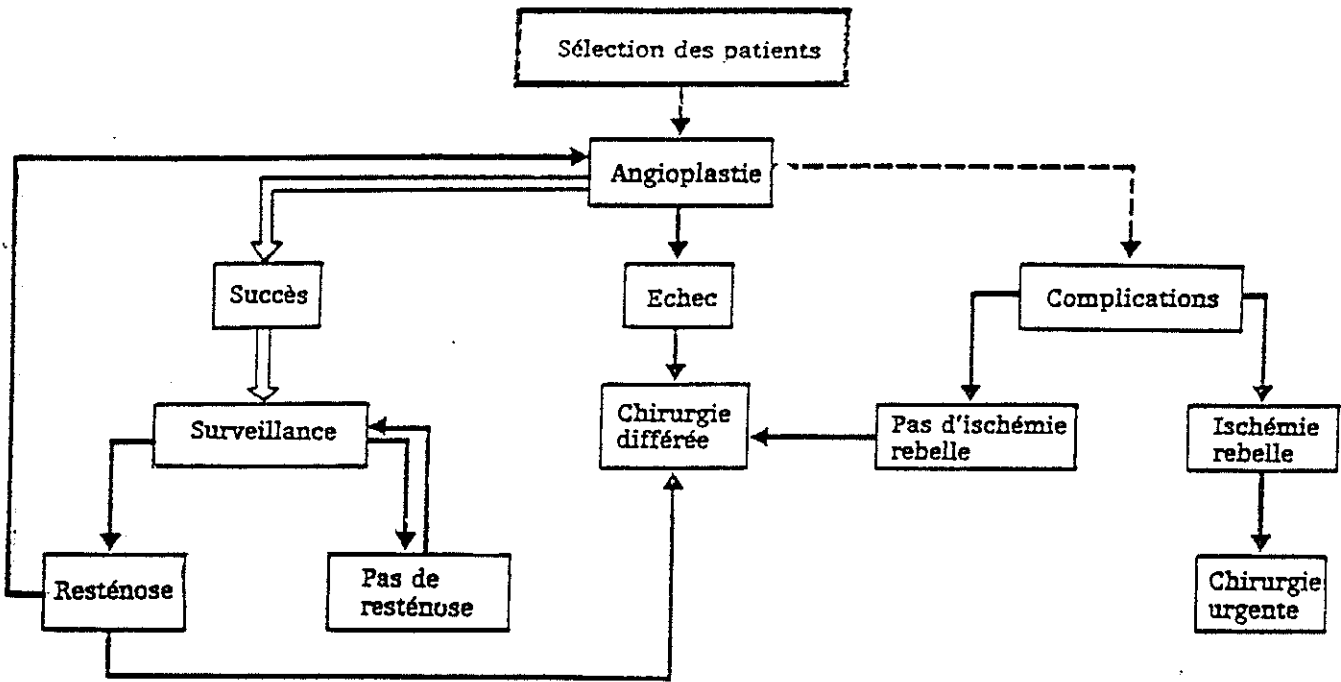 Sélection des patients
Angioplastie
Succès
Echec
Complications
Surveillance
Chirurgie
différée
Pas d'ischémie
rebelle
Ischémie
rebelle
Resténose
Pas de
resténose
Chirurgie
urgente